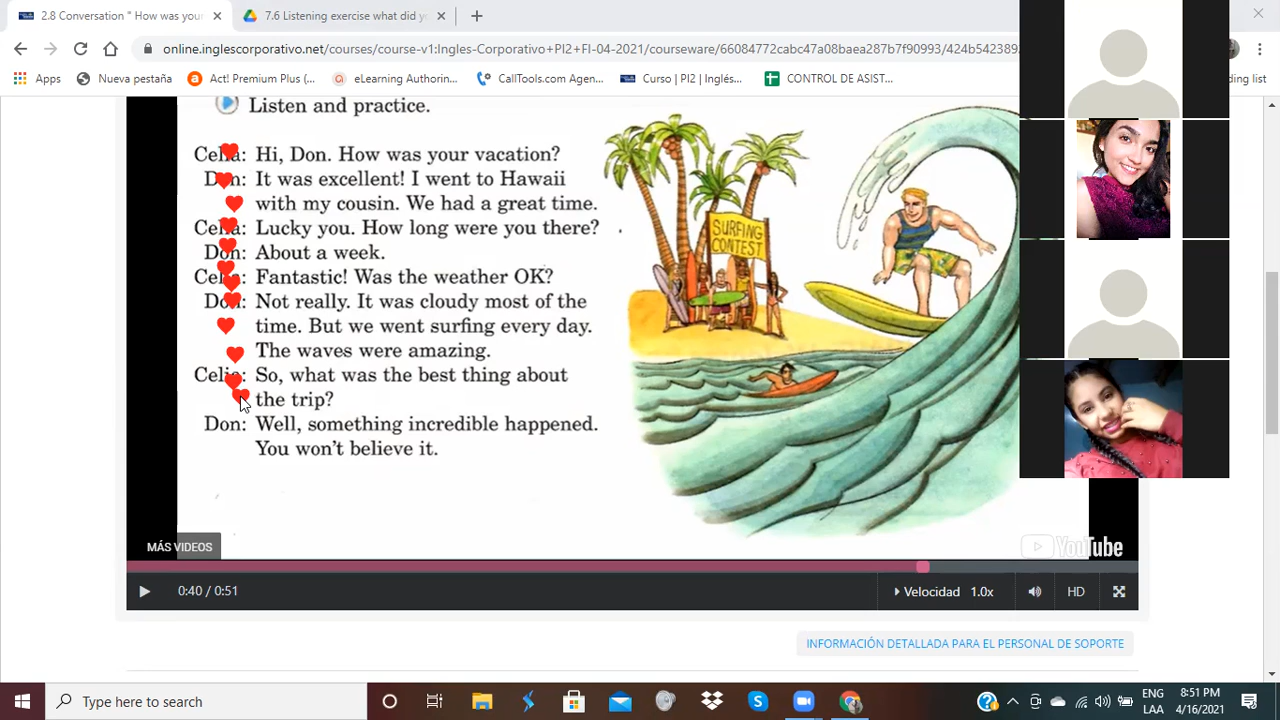 2.8 Conversation " How was your
7.6 Listening exercise what did yo
online.inglescorporativo.net/courses/course-v1:Ingles-Corporativo+PI2+FI-04-2021/courseware/66084772cabc47a08baea287b7f90993/424b5423892
Apps
Nueva pestaña
Act! Premium Plus (...
eLearning Authorin...
CallTools.com Agen...
Curso | PI2 | Inglés...
CONTROL DE ASIST...
ding list
Listen and practice.
Celia: Hi, Don. How was your vacation?
Don: It was excellent! I went to Hawaii
with my cousin. We had a great time.
Celia: Lucky you. How long were you there?
Don: About a week.
Celia: Fantastic! Was the weather OK?
Don: Not really. It was cloudy most of the
time. But we went surfing every day.
The waves were amazing.
Celia: So, what was the best thing about
the trip?
Don: Well, something incredible happened.
You won't believe it.
SURFING
CONTEST
MÁS VIDEOS
YouTube
0:40 / 0:51
Velocidad 1.0x
HD
INFORMACIÓN DETALLADA PARA EL PERSONAL DE SOPORTE
Type here to search
ENG
LAA
8:51 PM
4/16/2021